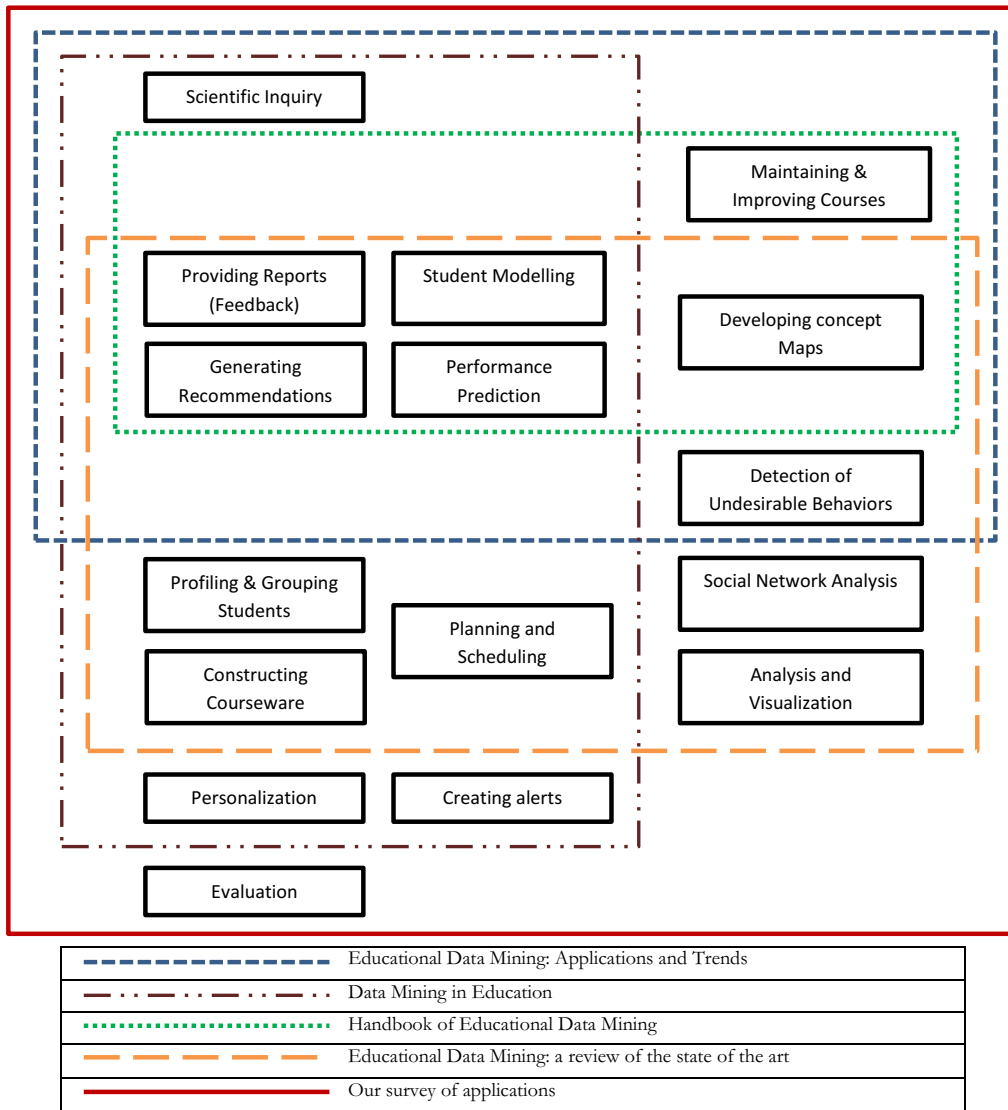 Scientific Inquiry
Maintaining &
Improving Courses
Providing Reports
(Feedback)
Student Modelling
Developing concept
Maps
Generating
Recommendations
Performance
Prediction
Detection of
Undesirable Behaviors
Profiling & Grouping
Students
Social Network Analysis
Planning and
Scheduling
Constructing
Courseware
Analysis and
Visualization
Personalization
Creating alerts
Evaluation
Educational Data Mining: Applications and Trends
Data Mining in Education
Handbook of Educational Data Mining
Educational Data Mining: a review of the state of the art
Our survey of applications